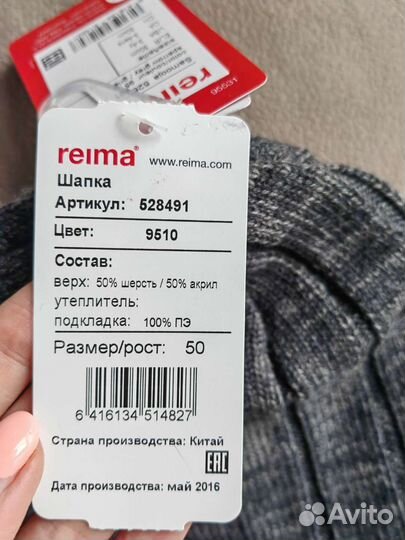 reima® www.reima.com
Шапка
Артикул: 528491
Цвет: 9510
Состав:
верх: 50% шерсть / 50% акрил
утеплитель:
подкладка: 100% ПЭ
Размер/рост: 50
6 416134 514827
Страна производства: Китай
EAC
Дата производства: май 2016
Avito